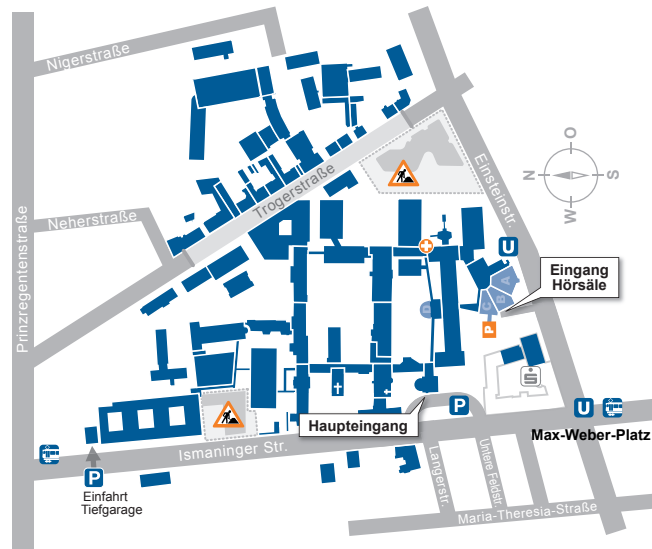 Nigerstraße
Einsteinstr.
O
N
S
W
Trogerstraße
Neherstraße
Prinzregentenstraße
U
Eingang
Hörsäle
A
B
C
D
P
Haupteingang
P
U
Max-Weber-Platz
Ismaninger Str.
P
Einfahrt
Tiefgarage
Langerstr.
Untere Feldstr.
Maria-Theresia-Straße